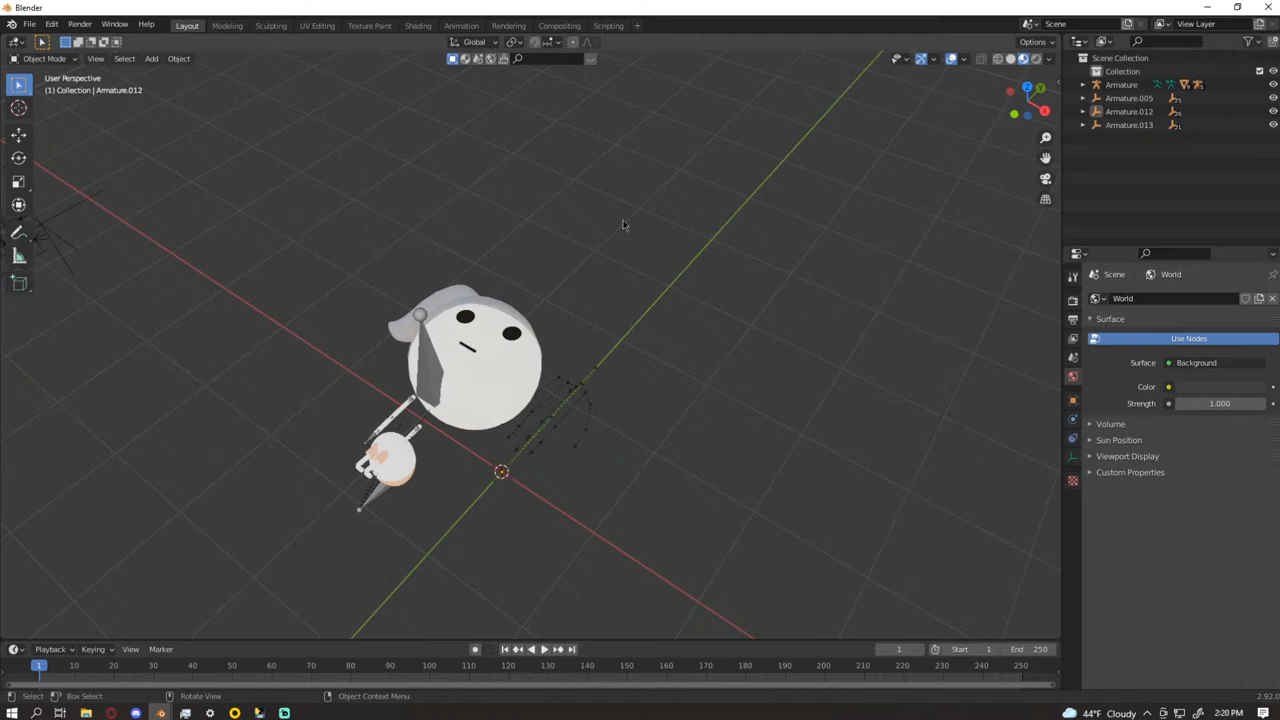 Blender
File Edit Render Window Help Layout Modeling Sculpting UV Editing Texture Paint Shading Animation Rendering Compositing Scripting + Scene View Layer
Global Options
Object Mode View Select Add Object
User Perspective
(1) Collection | Armature.012
Scene Collection
Collection
Armature
Armature.005
Armature.012
Armature.013
Z Y X
Scene World
World
Surface
Use Nodes
Surface Background
Color
Strength 1.000
Volume
Sun Position
Viewport Display
Custom Properties
Playback Keying View Marker 1 Start 1 End 250
1 10 20 30 40 50 60 70 80 90 100 110 120 130 140 150 160 170 180 190 200 210 220 230 240 250
Select Box Select Rotate View Object Context Menu 2.92.0
44°F Cloudy 2:20 PM